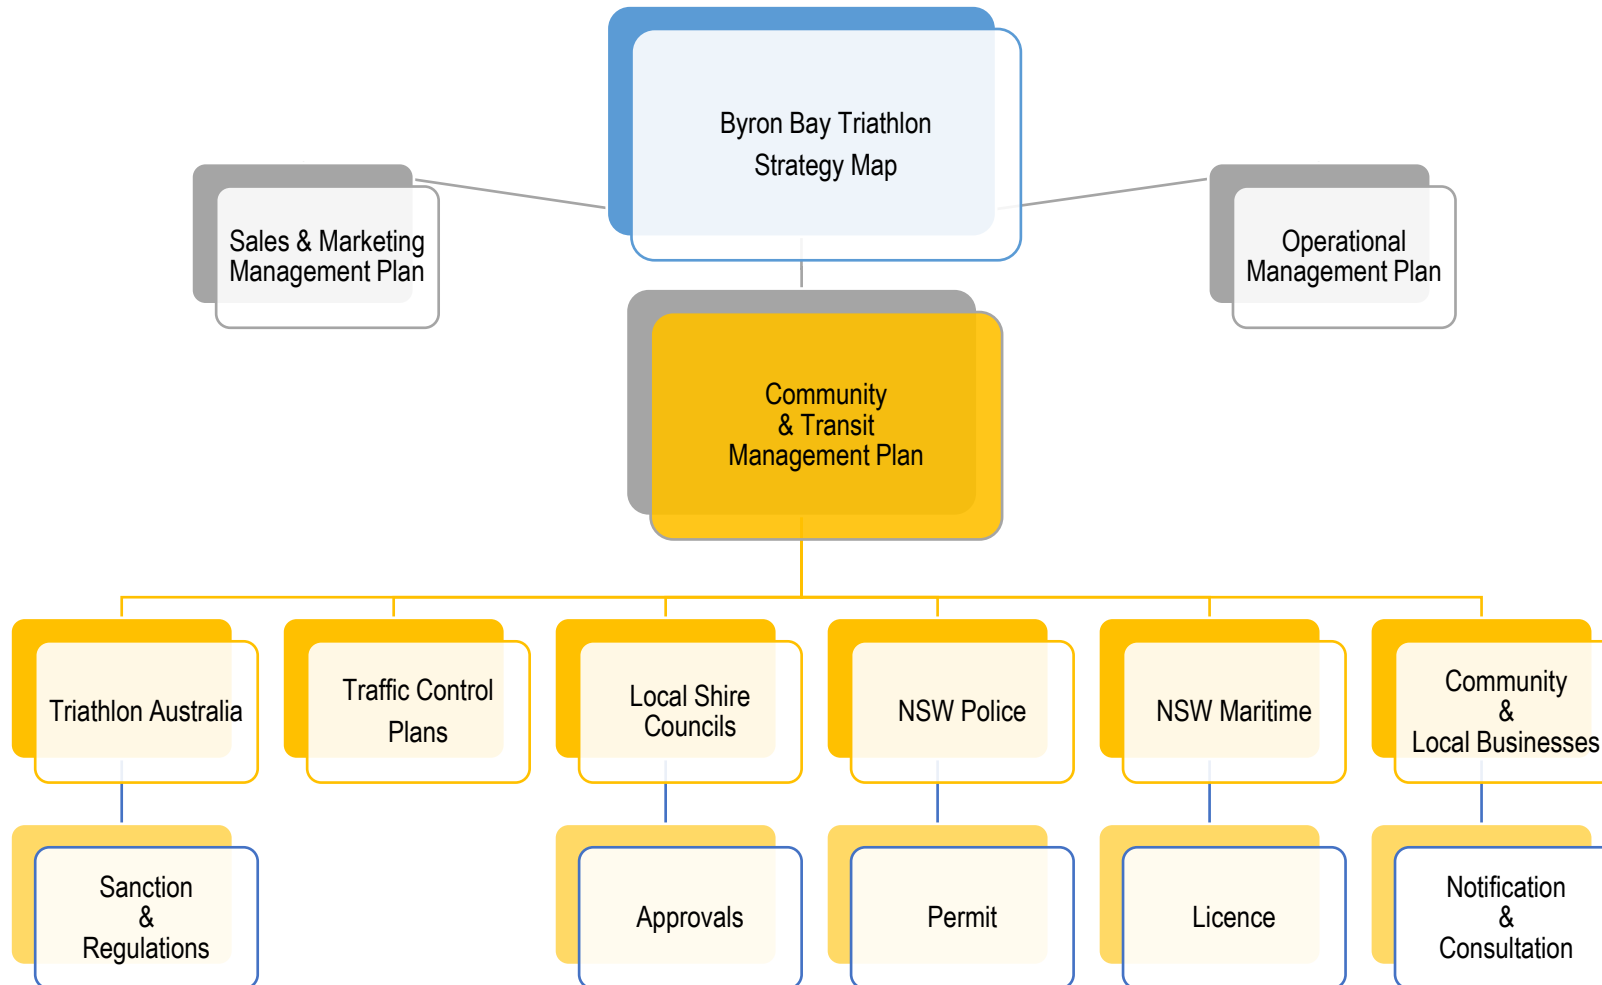 Byron Bay Triathlon
Strategy Map
Sales & Marketing
Management Plan
Operational
Management Plan
Community
& Transit
Management Plan
Triathlon Australia
Traffic Control
Plans
Local Shire
Councils
NSW Police
NSW Maritime
Community
&
Local Businesses
Sanction
&
Regulations
Approvals
Permit
Licence
Notification
&
Consultation